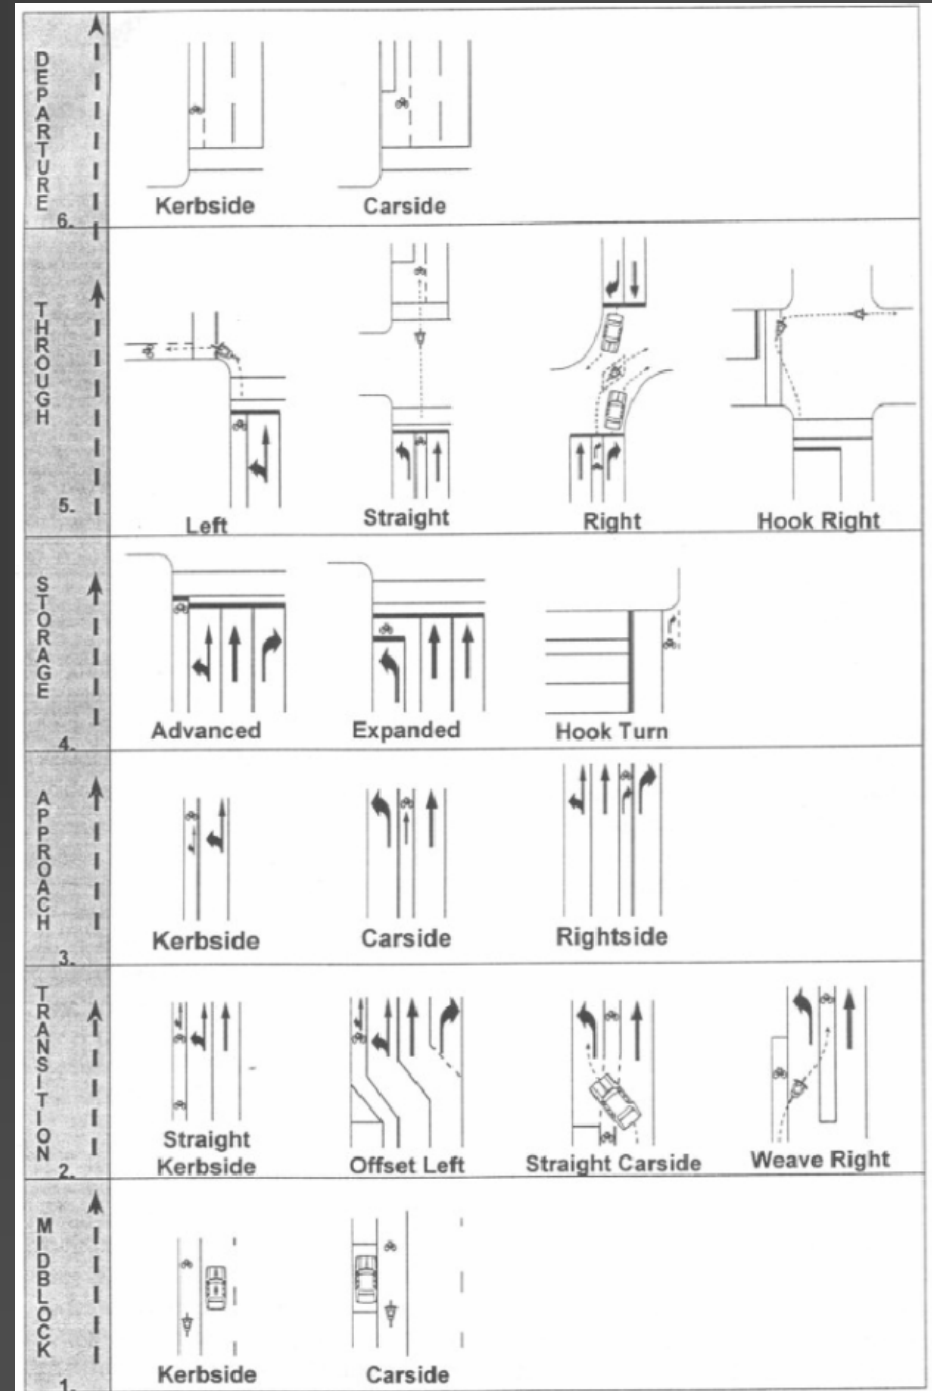 DEPARTURE
6.
Kerbside
Carside
THROUGH
5.
Left
Straight
Right
Hook Right
STORAGE
4.
Advanced
Expanded
Hook Turn
APPROACH
3.
Kerbside
Carside
Rightside
TRANSITION
2.
Straight
Kerbside
Offset Left
Straight Carside
Weave Right
MIDBLOCK
1.
Kerbside
Carside